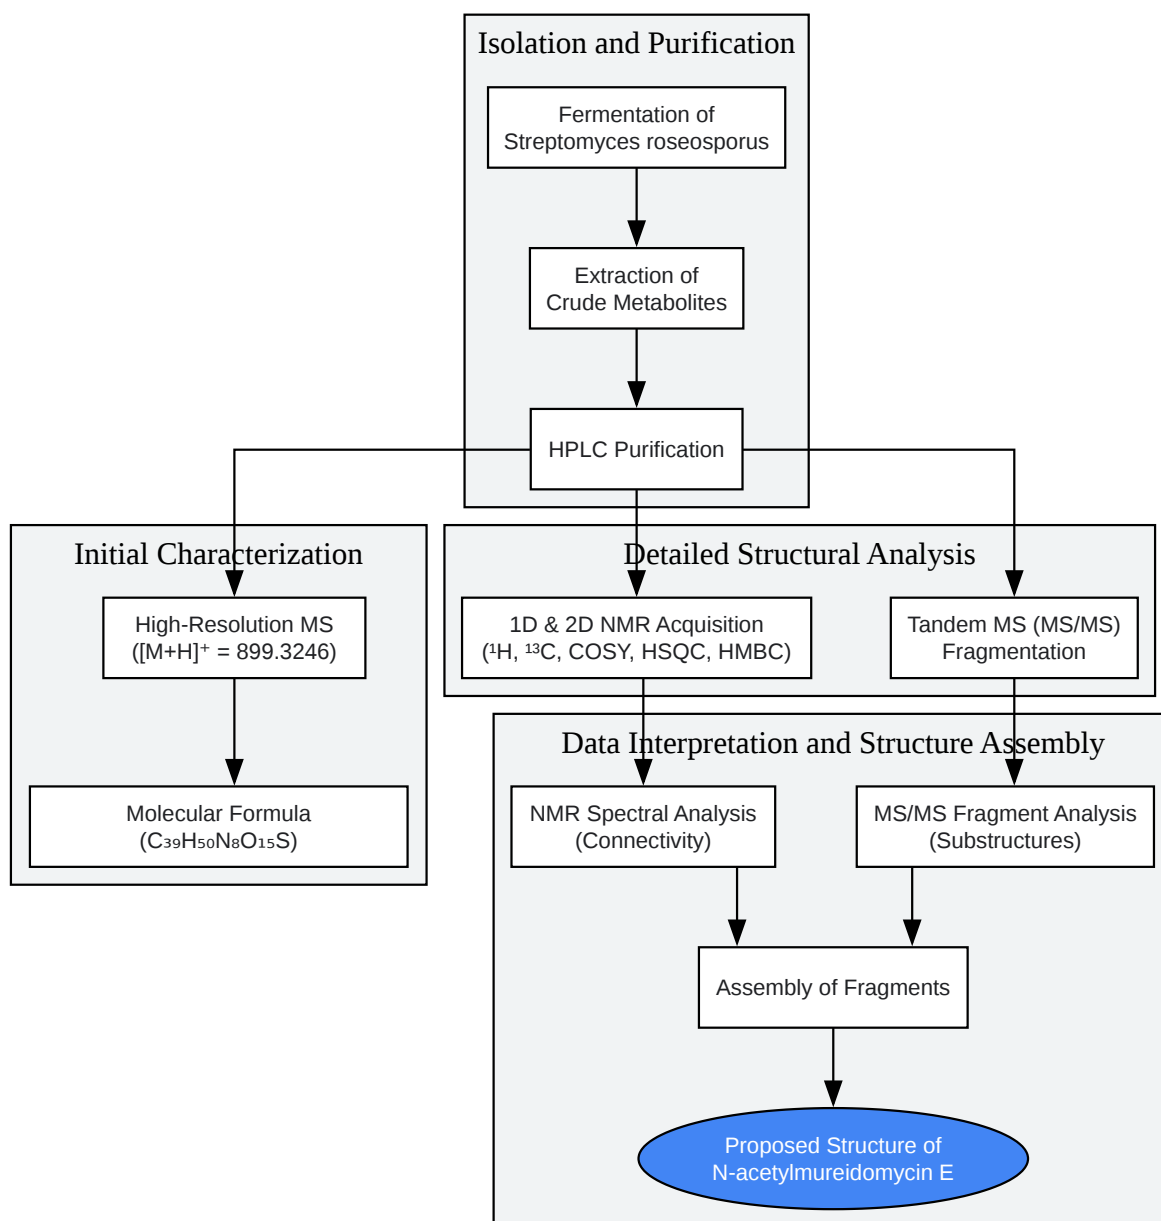 Isolation and Purification
Fermentation of
Streptomyces roseosporus
Extraction of
Crude Metabolites
HPLC Purification
Initial Characterization
High-Resolution MS
([M+H]⁺ = 899.3246)
Molecular Formula
(C₃₉H₅₀N₈O₁₅S)
Detailed Structural Analysis
1D & 2D NMR Acquisition
(¹H, ¹³C, COSY, HSQC, HMBC)
Tandem MS (MS/MS)
Fragmentation
Data Interpretation and Structure Assembly
NMR Spectral Analysis
(Connectivity)
MS/MS Fragment Analysis
(Substructures)
Assembly of Fragments
Proposed Structure of
N-acetylmureidomycin E